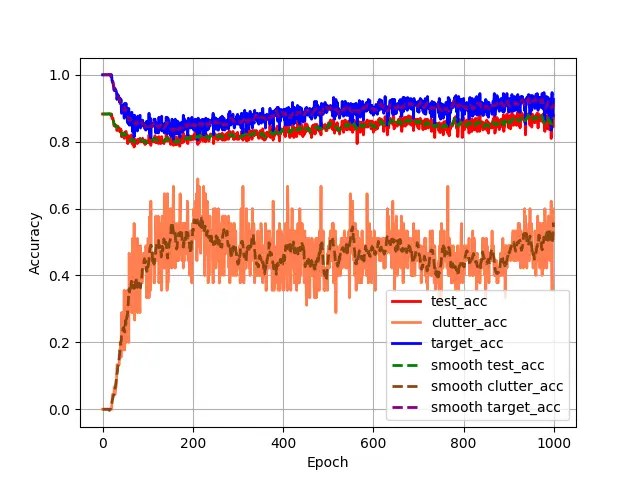 1.0
0.8
0.6
0.4
0.2
0.0
Accuracy
test_acc
clutter_acc
target_acc
smooth test_acc
smooth clutter_acc
smooth target_acc
0 200 400 600 800 1000
Epoch